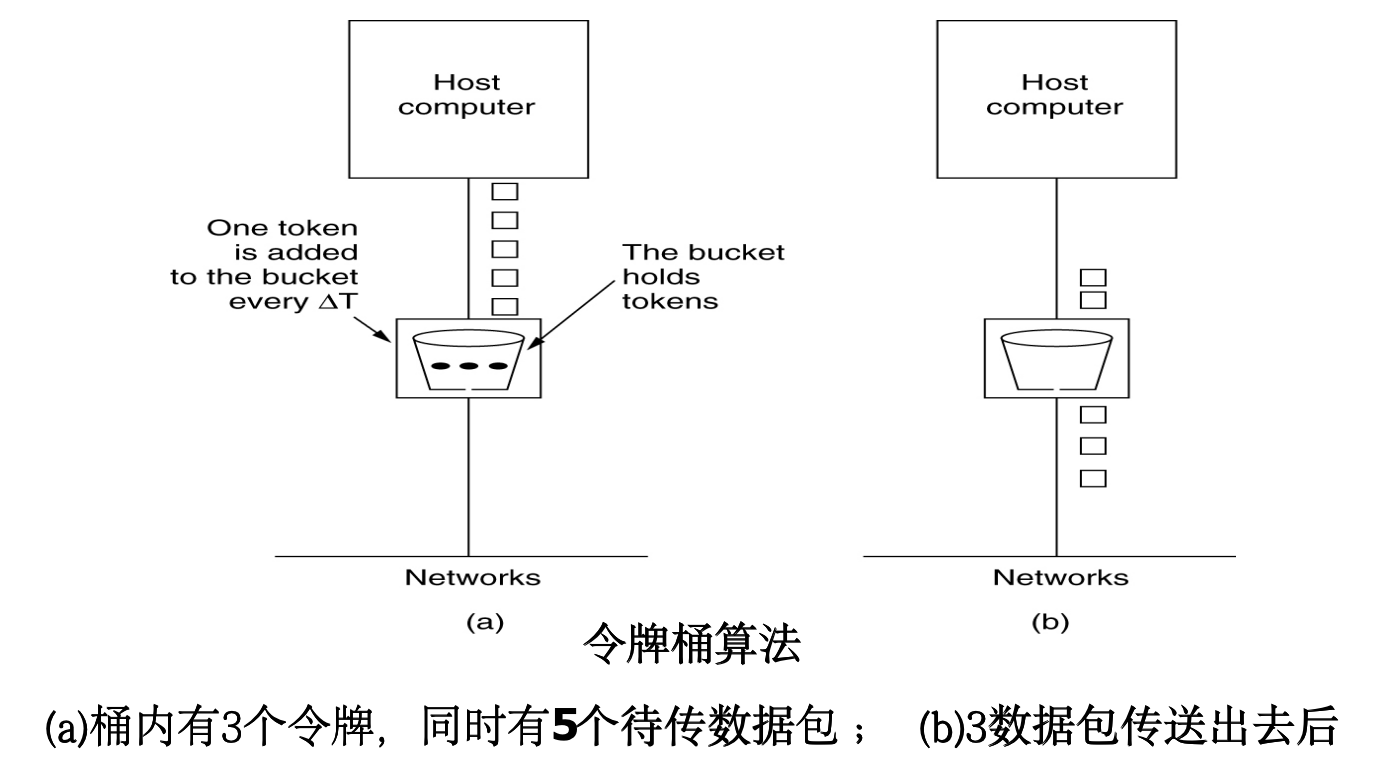 Host
computer
Host
computer
One token
is added
to the bucket
every ΔT
The bucket
holds
tokens
Networks
Networks
(a)
(b)
令牌桶算法
(a)桶内有3个令牌，同时有5个待传数据包； (b)3数据包传送出去后